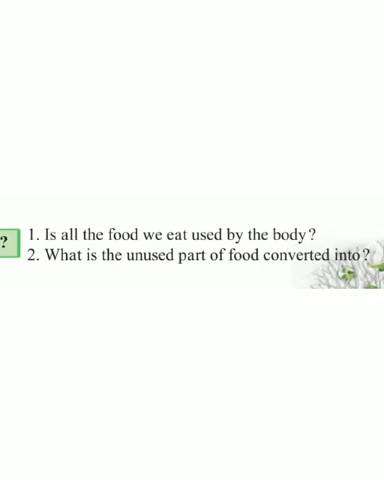 ?
1. Is all the food we eat used by the body?
2. What is the unused part of food converted into?